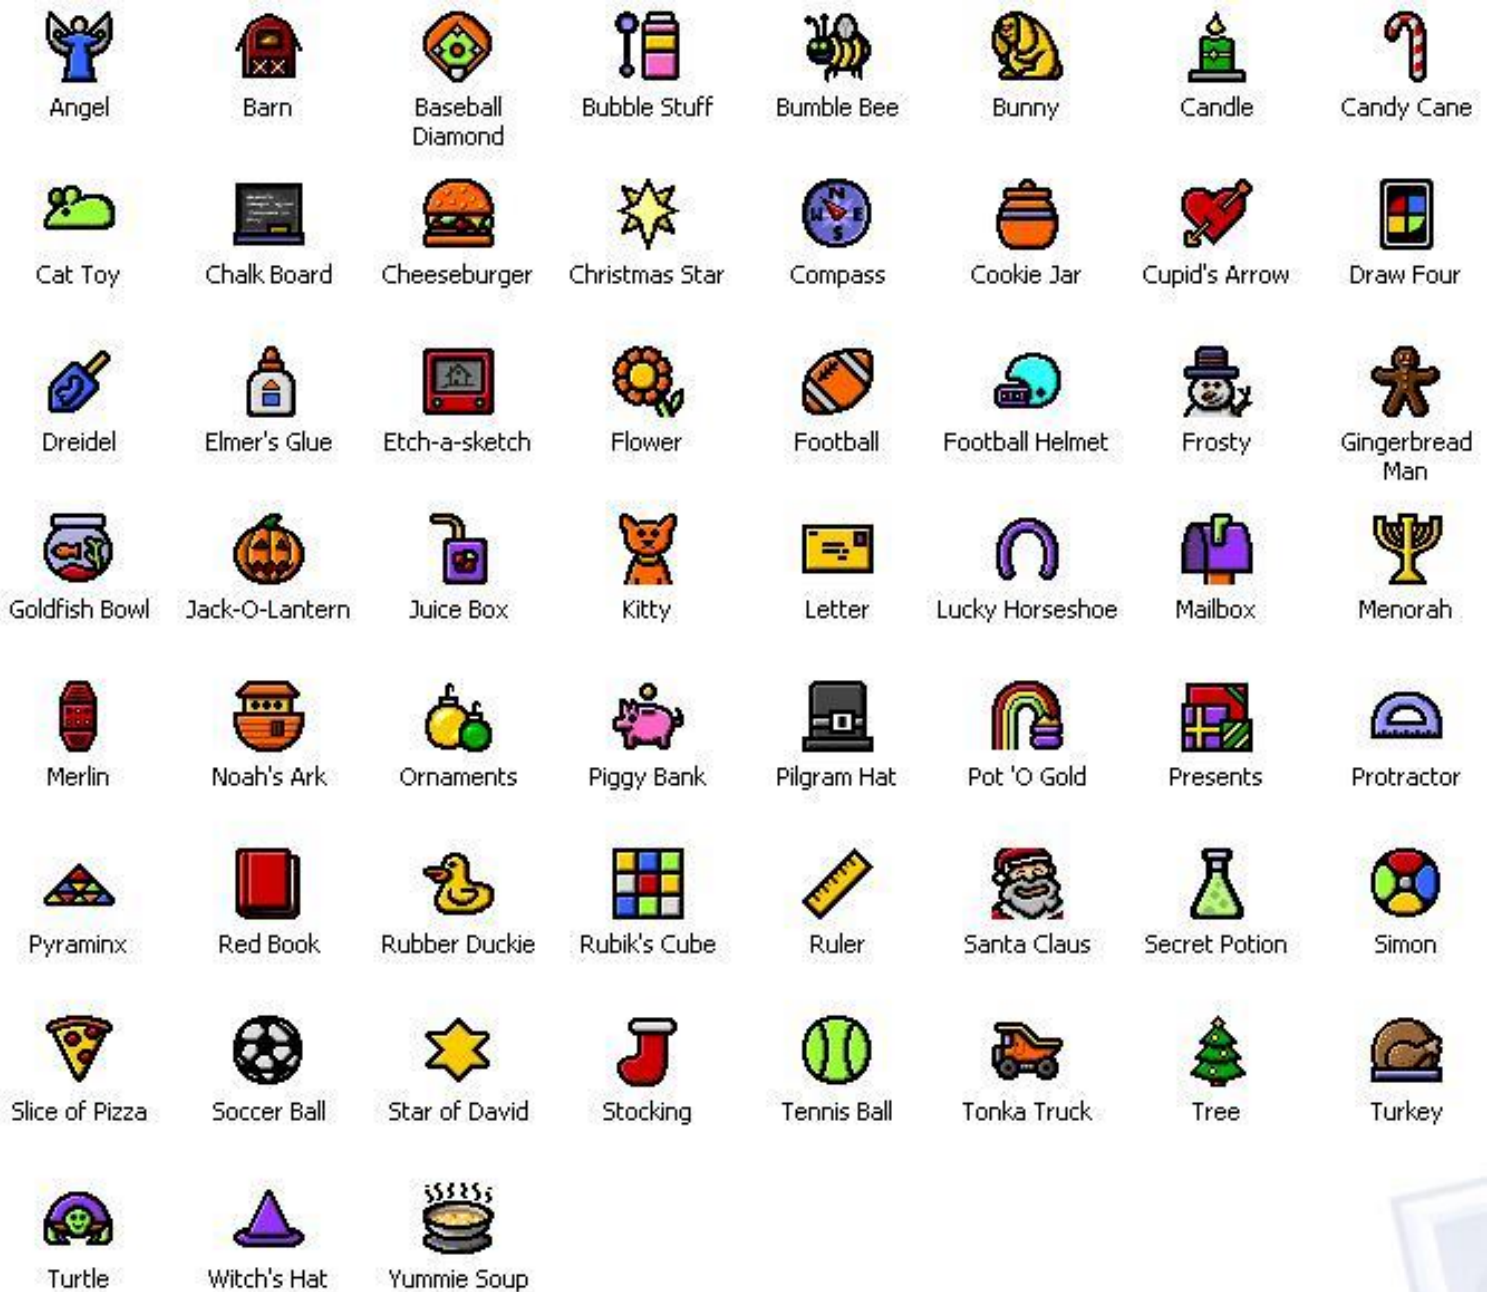 Angel
Barn
Baseball
Diamond
Bubble Stuff
Bumble Bee
Bunny
Candle
Candy Cane
Cat Toy
Chalk Board
Cheeseburger
Christmas Star
N
W E
S
Compass
Cookie Jar
Cupid's Arrow
Draw Four
Dreidel
Elmer's Glue
Etch-a-sketch
Flower
Football
Football Helmet
Frosty
Gingerbread
Man
Goldfish Bowl
Jack-O-Lantern
Juice Box
Kitty
Letter
Lucky Horseshoe
Mailbox
Menorah
Merlin
Noah's Ark
Ornaments
Piggy Bank
Pilgram Hat
Pot 'O Gold
Presents
Protractor
Pyraminx
Red Book
Rubber Duckie
Rubik's Cube
Ruler
Santa Claus
Secret Potion
Simon
Slice of Pizza
Soccer Ball
Star of David
Stocking
Tennis Ball
Tonka Truck
Tree
Turkey
Turtle
Witch's Hat
Yummie Soup